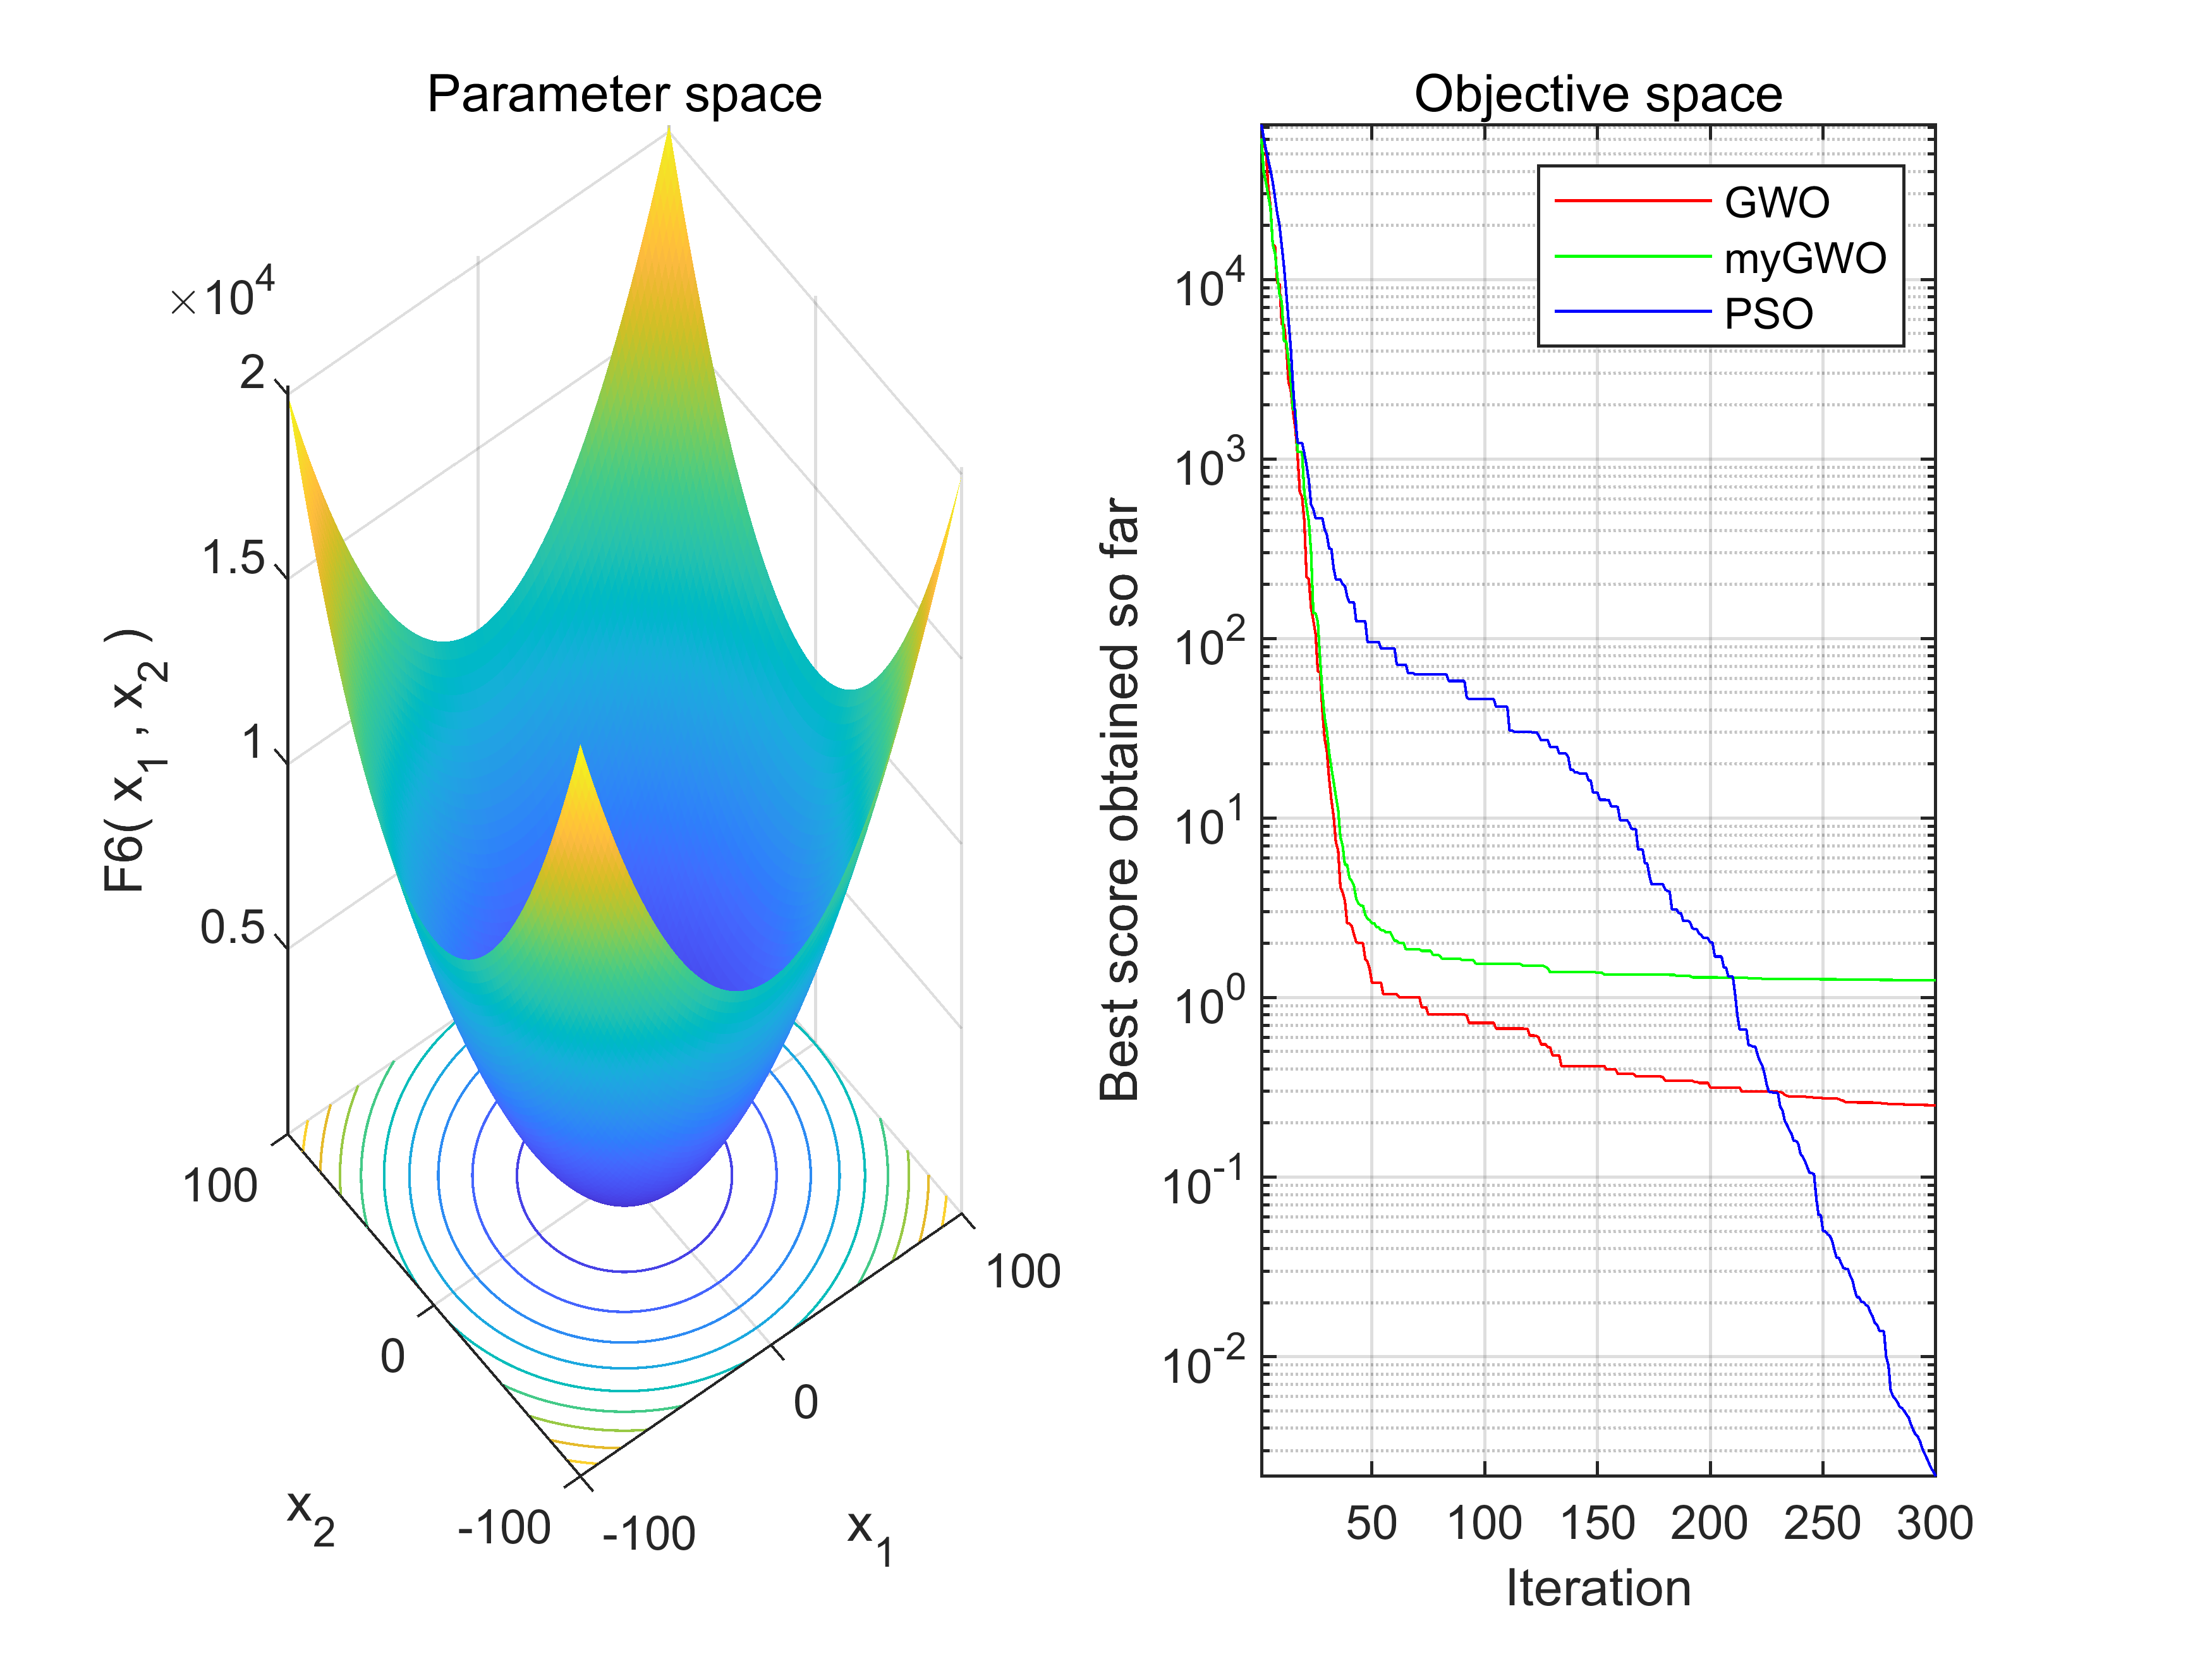 Parameter space
×10^4
2
1.5
1
0.5
F6( x_1 , x_2 )
100
0
-100
x_2
-100
0
100
x_1
Objective space
GWO
myGWO
PSO
10^4
10^3
10^2
10^1
10^0
10^-1
10^-2
Best score obtained so far
50 100 150 200 250 300
Iteration